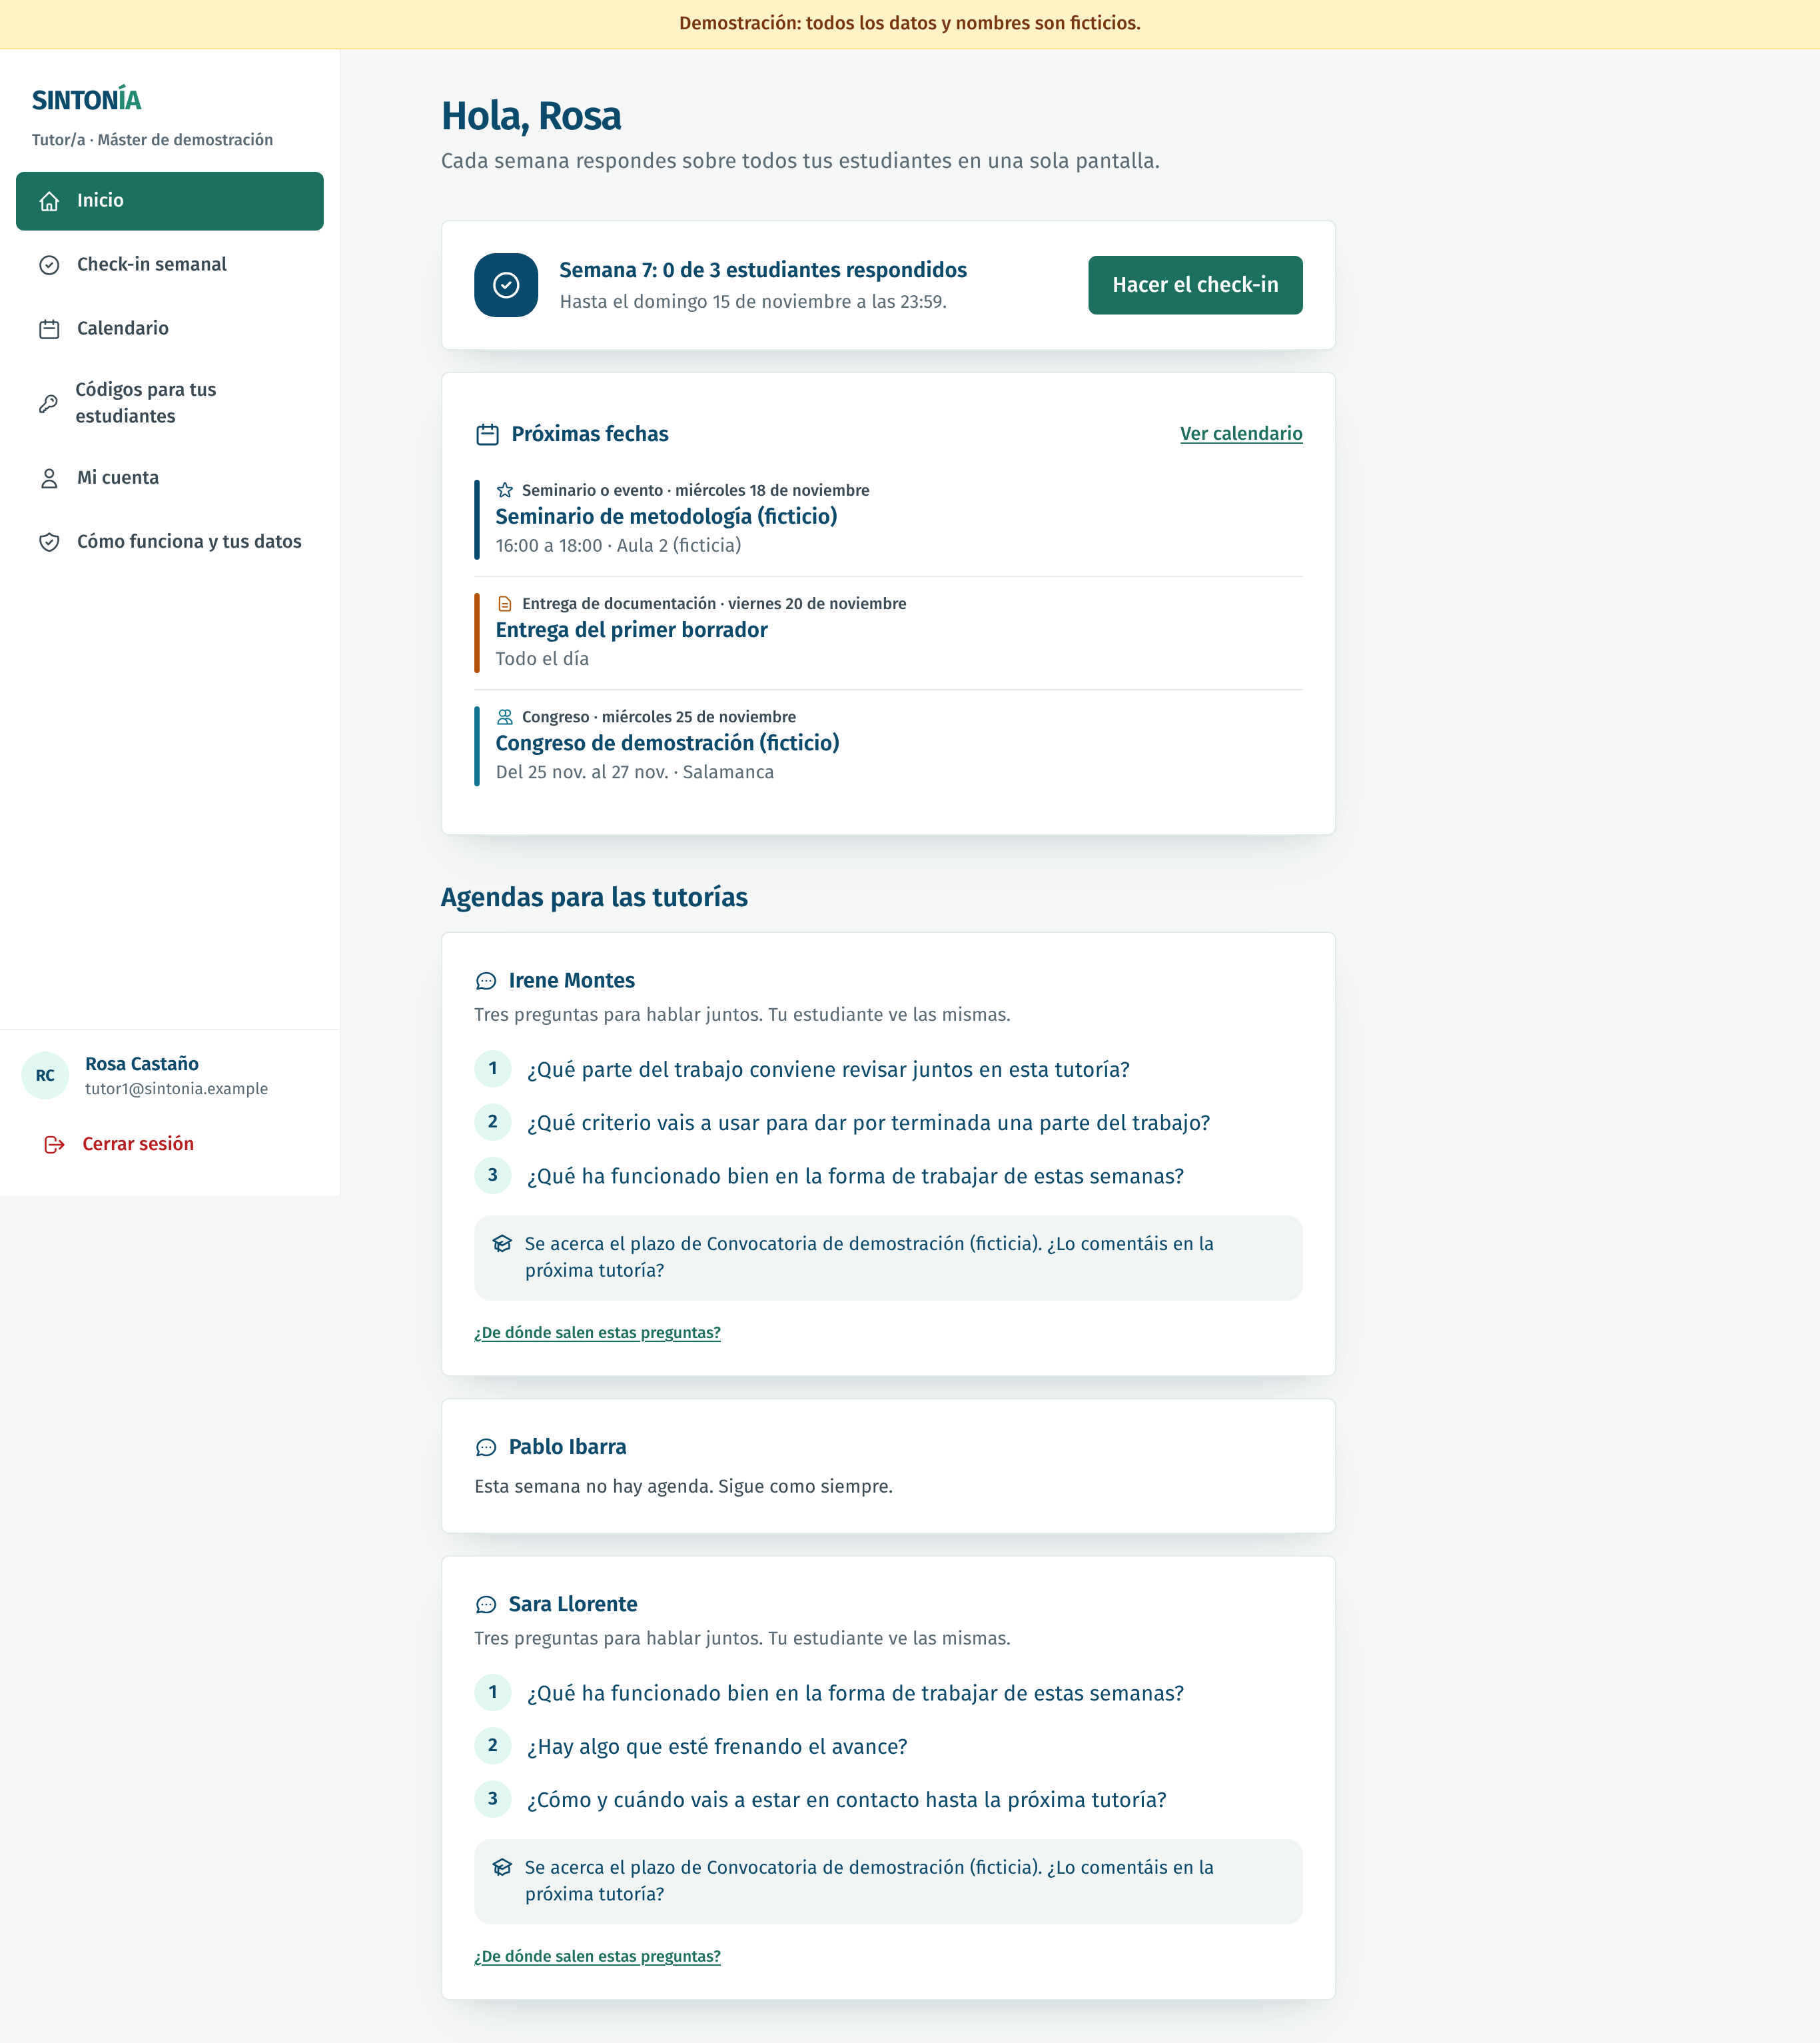 Demostración: todos los datos y nombres son ficticios.
SINTONÍA
Tutor/a · Máster de demostración
Inicio
Check-in semanal
Calendario
Códigos para tus
estudiantes
Mi cuenta
Cómo funciona y tus datos
RC
Rosa Castaño
tutor1@sintonia.example
Cerrar sesión
Hola, Rosa
Cada semana respondes sobre todos tus estudiantes en una sola pantalla.
Semana 7: 0 de 3 estudiantes respondidos
Hasta el domingo 15 de noviembre a las 23:59.
Hacer el check-in
Próximas fechas
Ver calendario
Seminario o evento · miércoles 18 de noviembre
Seminario de metodología (ficticio)
16:00 a 18:00 · Aula 2 (ficticia)
Entrega de documentación · viernes 20 de noviembre
Entrega del primer borrador
Todo el día
Congreso · miércoles 25 de noviembre
Congreso de demostración (ficticio)
Del 25 nov. al 27 nov. · Salamanca
Agendas para las tutorías
Irene Montes
Tres preguntas para hablar juntos. Tu estudiante ve las mismas.
1 ¿Qué parte del trabajo conviene revisar juntos en esta tutoría?
2 ¿Qué criterio vais a usar para dar por terminada una parte del trabajo?
3 ¿Qué ha funcionado bien en la forma de trabajar de estas semanas?
Se acerca el plazo de Convocatoria de demostración (ficticia). ¿Lo comentáis en la
próxima tutoría?
¿De dónde salen estas preguntas?
Pablo Ibarra
Esta semana no hay agenda. Sigue como siempre.
Sara Llorente
Tres preguntas para hablar juntos. Tu estudiante ve las mismas.
1 ¿Qué ha funcionado bien en la forma de trabajar de estas semanas?
2 ¿Hay algo que esté frenando el avance?
3 ¿Cómo y cuándo vais a estar en contacto hasta la próxima tutoría?
Se acerca el plazo de Convocatoria de demostración (ficticia). ¿Lo comentáis en la
próxima tutoría?
¿De dónde salen estas preguntas?